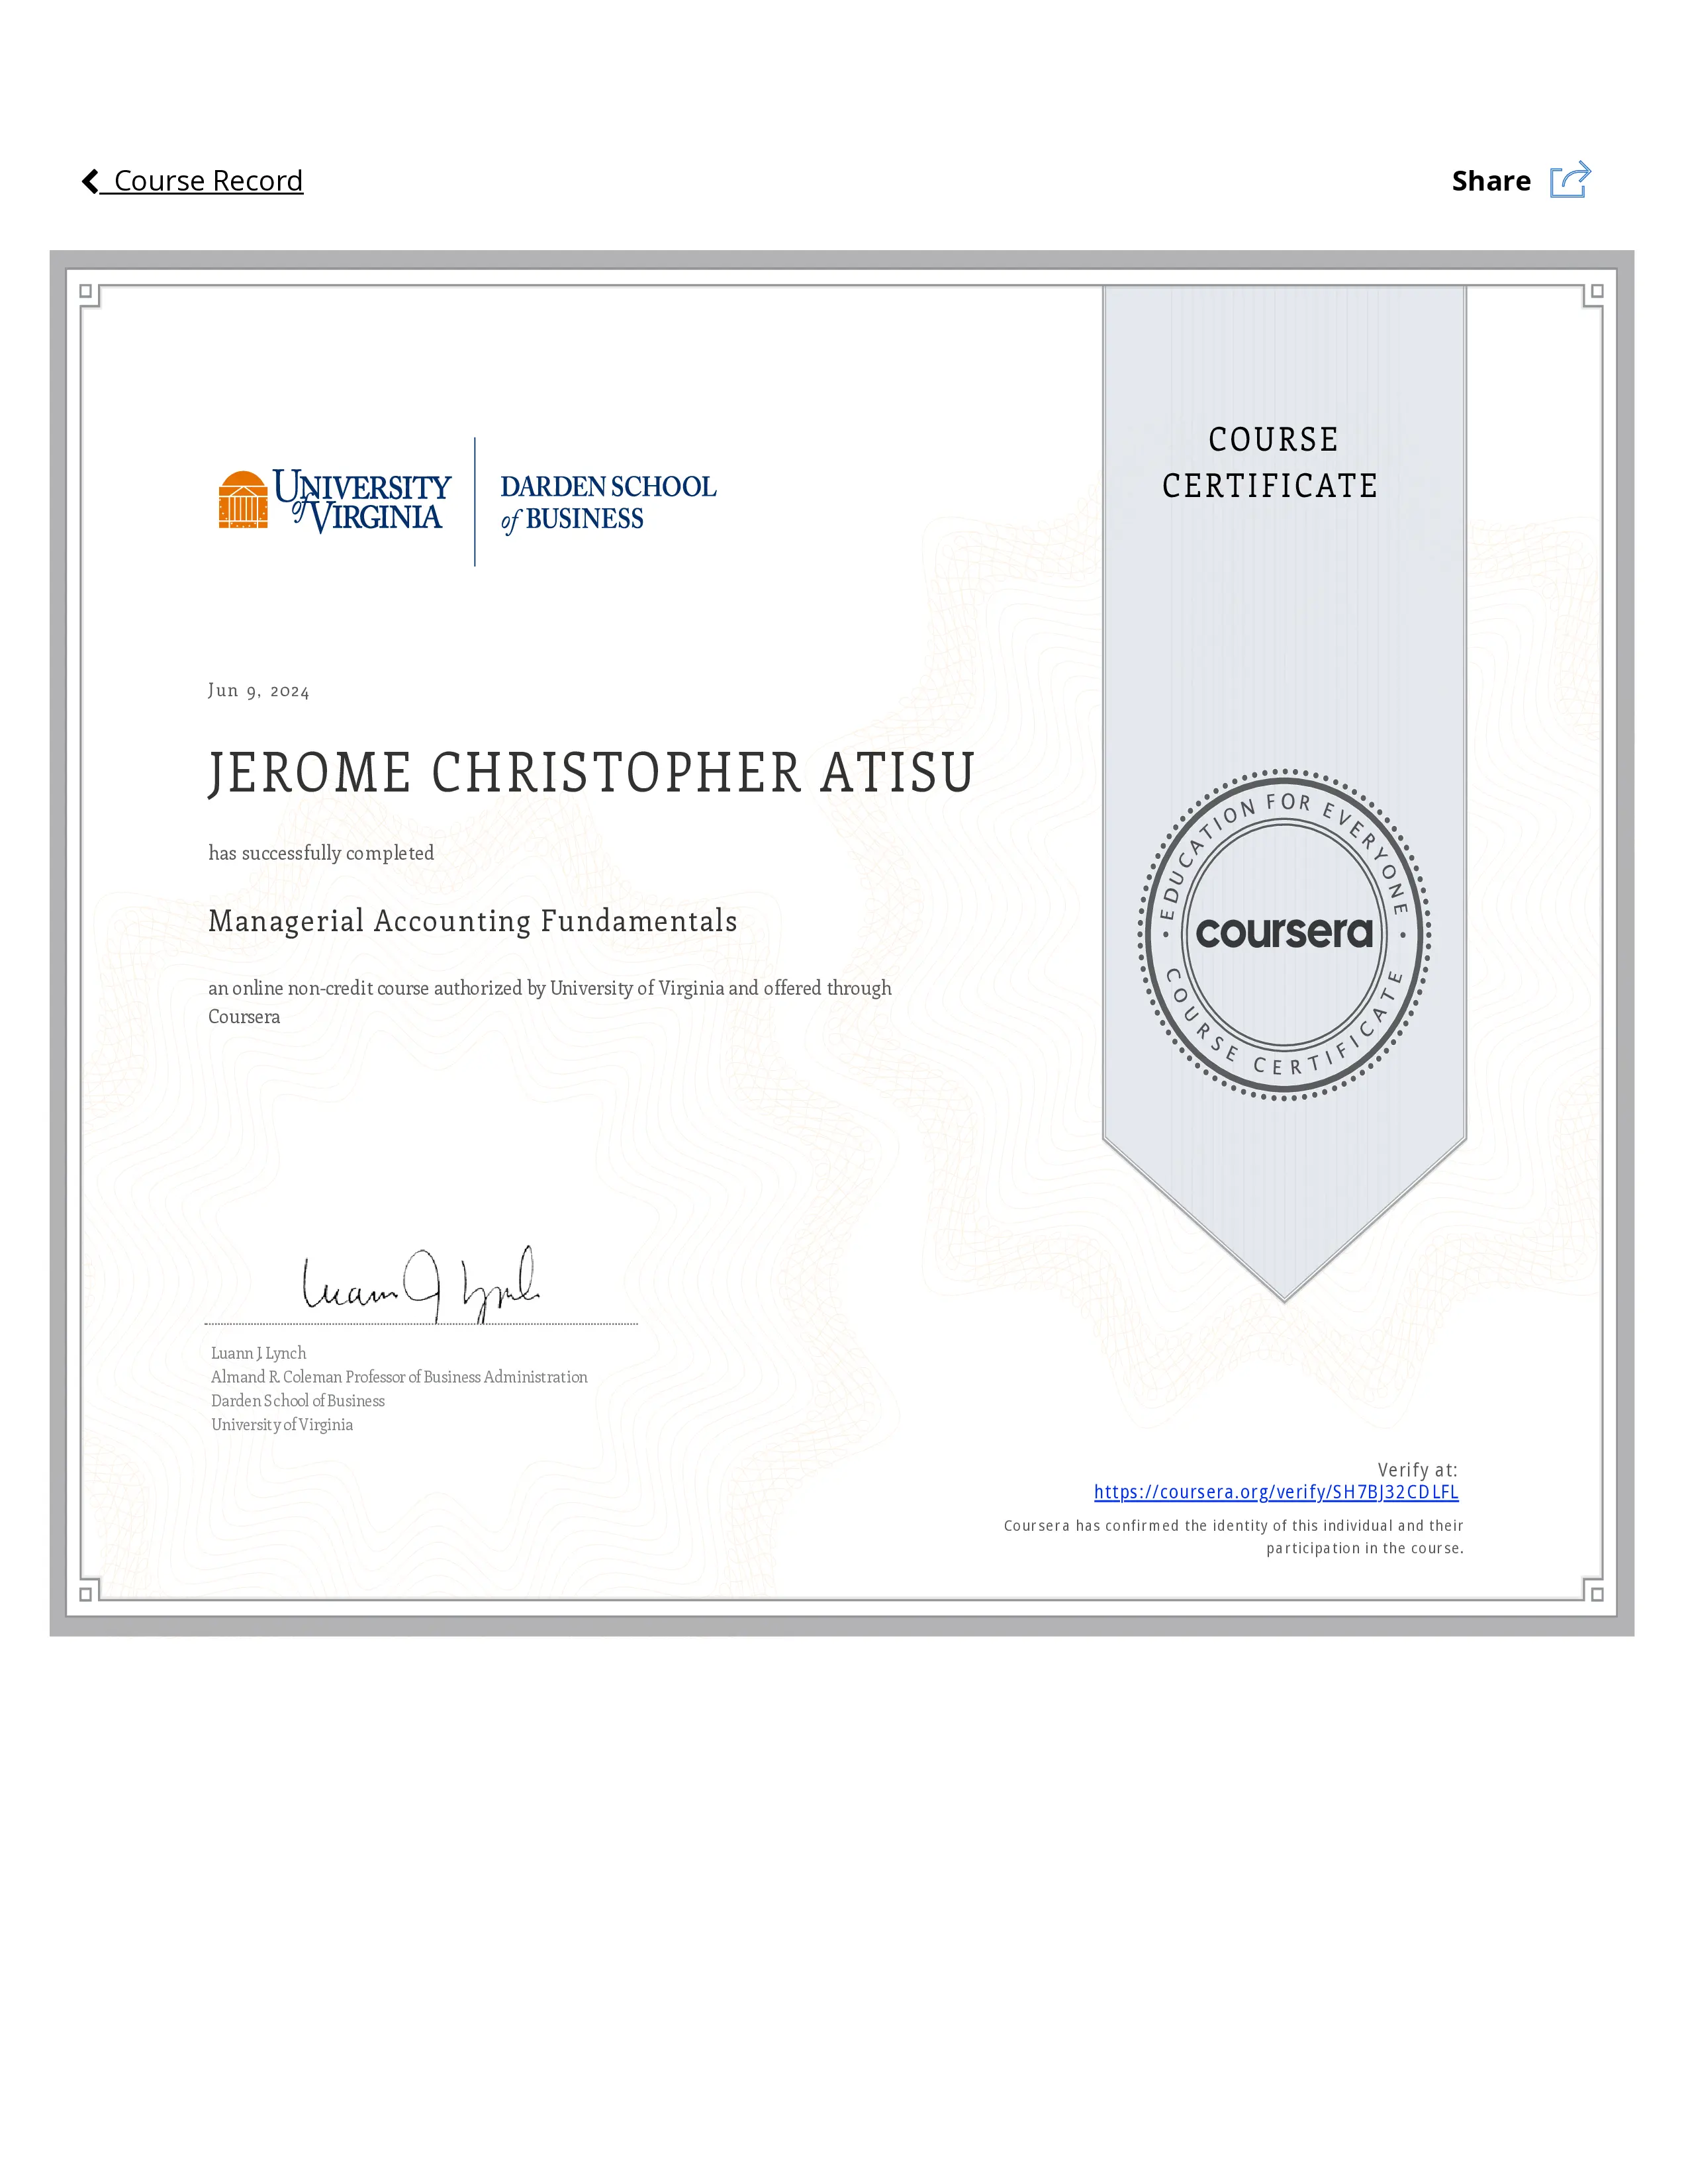 Course Record
Share
COURSE
CERTIFICATE
UNIVERSITY
of VIRGINIA
DARDEN SCHOOL
of BUSINESS
Jun 9, 2024
JEROME CHRISTOPHER ATISU
has successfully completed
Managerial Accounting Fundamentals
an online non-credit course authorized by University of Virginia and offered through
Coursera
EDUCATION FOR EVERYONE
coursera
COURSE CERTIFICATE
Luann J Lynch
Luann J. Lynch
Almand R. Coleman Professor of Business Administration
Darden School of Business
University of Virginia
Verify at:
https://coursera.org/verify/SH7BJ32CDLFL
Coursera has confirmed the identity of this individual and their
participation in the course.